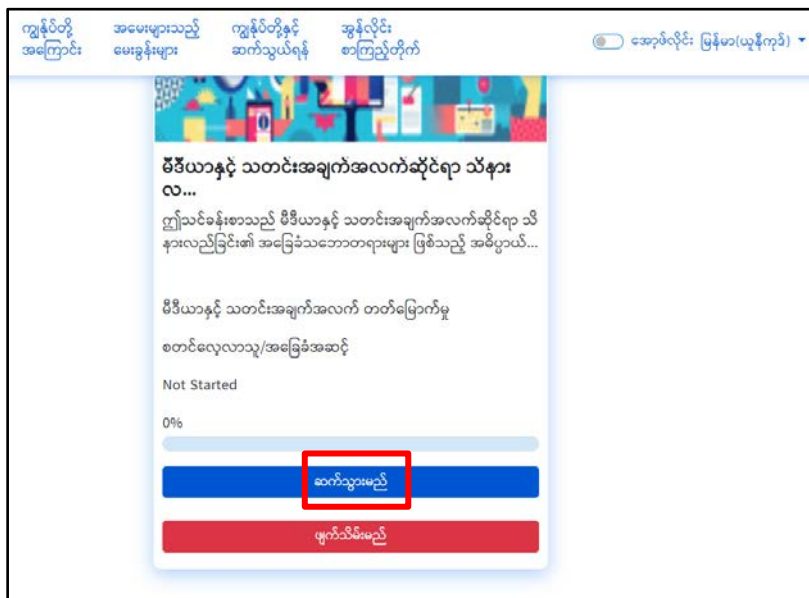 ကျွန်ုပ်တို့ အကြောင်း
အမေးများသည့် မေးခွန်းများ
ကျွန်ုပ်တို့နှင့် ဆက်သွယ်ရန်
အွန်လိုင်း စာကြည့်တိုက်
အော့ဖ်လိုင်း မြန်မာ(ယူနီကုဒ်)
မီဒီယာနှင့် သတင်းအချက်အလက်ဆိုင်ရာ သိနား
လ...
ဤသင်ခန်းစာသည် မီဒီယာနှင့် သတင်းအချက်အလက်ဆိုင်ရာ သိ
နားလည်ခြင်း၏ အခြေခံသဘောတရားများ ဖြစ်သည့် အဓိပ္ပာယ်...
မီဒီယာနှင့် သတင်းအချက်အလက် တတ်မြောက်မှု
စတင်လေ့လာသူ/အခြေခံအဆင့်
Not Started
0%
ဆက်သွားမည်
ဖျက်သိမ်းမည်